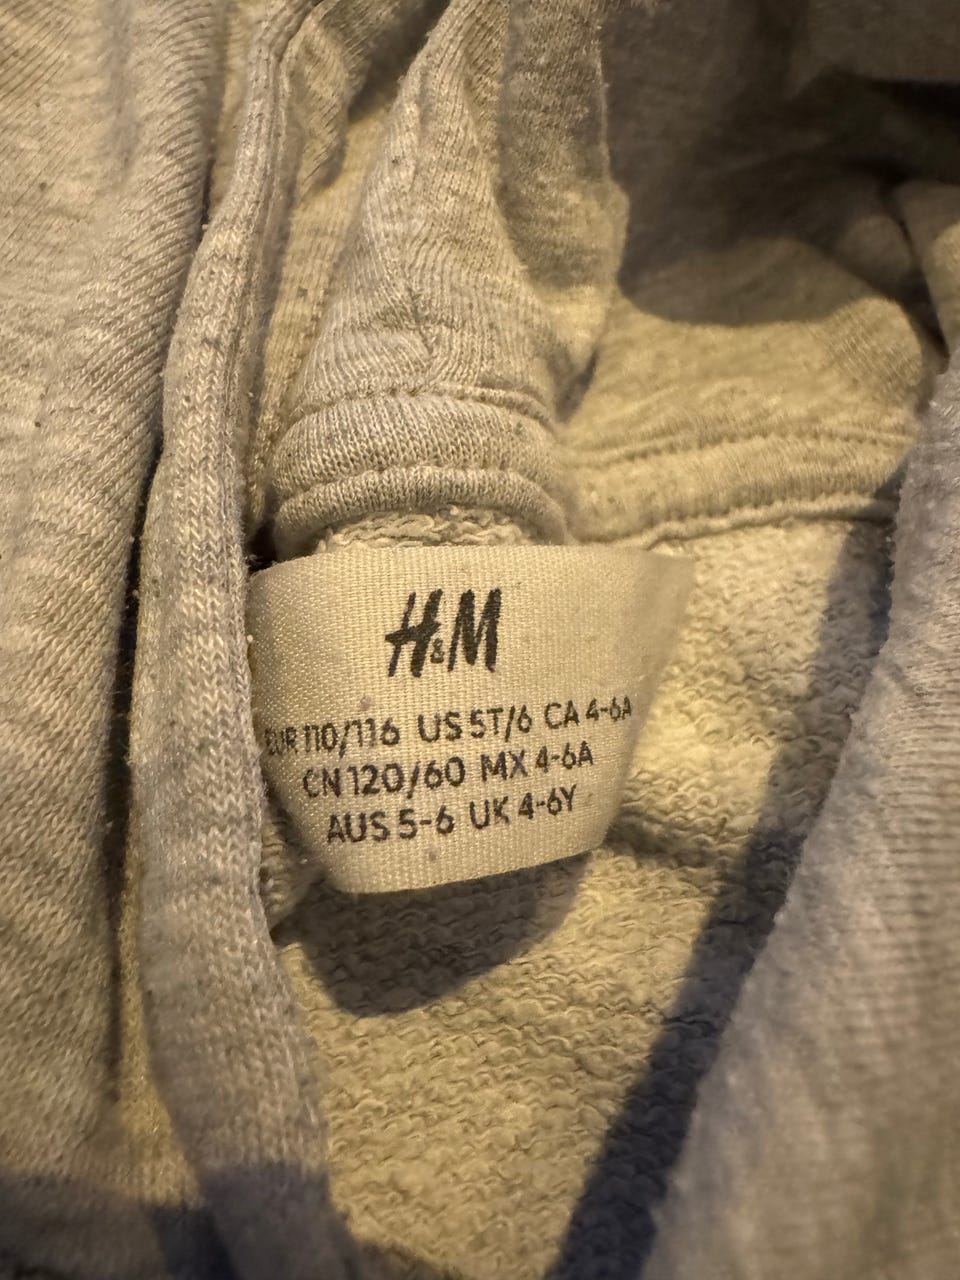 H&M
EUR 110/116 US 5T/6 CA 4-6A
CN 120/60 MX 4-6A
AUS 5-6 UK 4-6Y